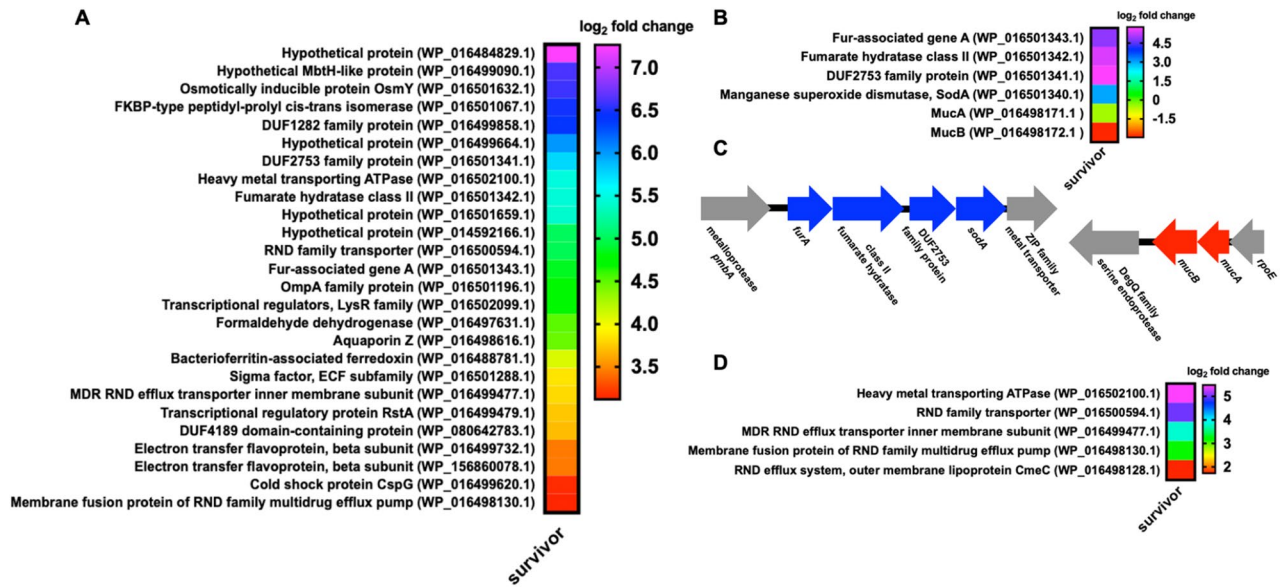 A
log2 fold change
Hypothetical protein (WP_016484829.1)
Hypothetical MbtH-like protein (WP_016499090.1)
Osmotically inducible protein OsmY (WP_016501632.1)
FKBP-type peptidyl-prolyl cis-trans isomerase (WP_016501067.1)
DUF1282 family protein (WP_016499858.1)
Hypothetical protein (WP_016499664.1)
DUF2753 family protein (WP_016501341.1)
Heavy metal transporting ATPase (WP_016502100.1)
Fumarate hydratase class II (WP_016501342.1)
Hypothetical protein (WP_016501659.1)
Hypothetical protein (WP_014592166.1)
RND family transporter (WP_016500594.1)
Fur-associated gene A (WP_016501343.1)
OmpA family protein (WP_016501196.1)
Transcriptional regulators, LysR family (WP_016502099.1)
Formaldehyde dehydrogenase (WP_016497631.1)
Aquaporin Z (WP_016498616.1)
Bacterioferritin-associated ferredoxin (WP_016488781.1)
Sigma factor, ECF subfamily (WP_016501288.1)
MDR RND efflux transporter inner membrane subunit (WP_016499477.1)
Transcriptional regulatory protein RstA (WP_016499479.1)
DUF4189 domain-containing protein (WP_080642783.1)
Electron transfer flavoprotein, beta subunit (WP_016499732.1)
Electron transfer flavoprotein, beta subunit (WP_156860078.1)
Cold shock protein CspG (WP_016499620.1)
Membrane fusion protein of RND family multidrug efflux pump (WP_016498130.1)
7.0
6.5
6.0
5.5
5.0
4.5
4.0
3.5
survivor
B
log2 fold change
Fur-associated gene A (WP_016501343.1)
Fumarate hydratase class II (WP_016501342.1)
DUF2753 family protein (WP_016501341.1)
Manganese superoxide dismutase, SodA (WP_016501340.1)
MucA (WP_016498171.1 )
MucB (WP_016498172.1 )
4.5
3.0
1.5
0
-1.5
survivor
C
metalloprotease
pmbA
furA
class II
fumarate hydratase
DUF2753
family protein
sodA
ZIP family
metal transporter
DegQ family
serine endoprotease
mucB
mucA
rpoE
D
log2 fold change
Heavy metal transporting ATPase (WP_016502100.1)
RND family transporter (WP_016500594.1)
MDR RND efflux transporter inner membrane subunit (WP_016499477.1)
Membrane fusion protein of RND family multidrug efflux pump (WP_016498130.1)
RND efflux system, outer membrane lipoprotein CmeC (WP_016498128.1)
5
4
3
2
survivor